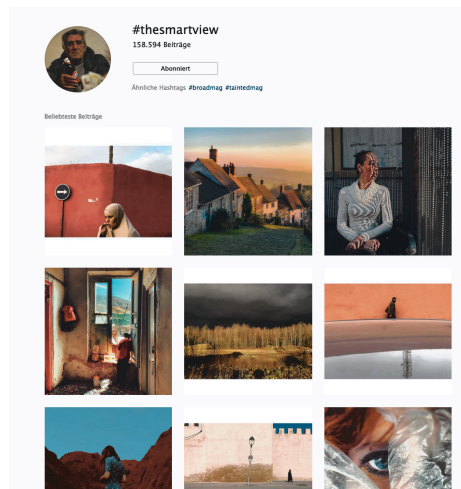 #thesmartview
158.594 Beiträge
Abonniert
Ähnliche Hashtags #broadmag #taintedmag
Beliebteste Beiträge